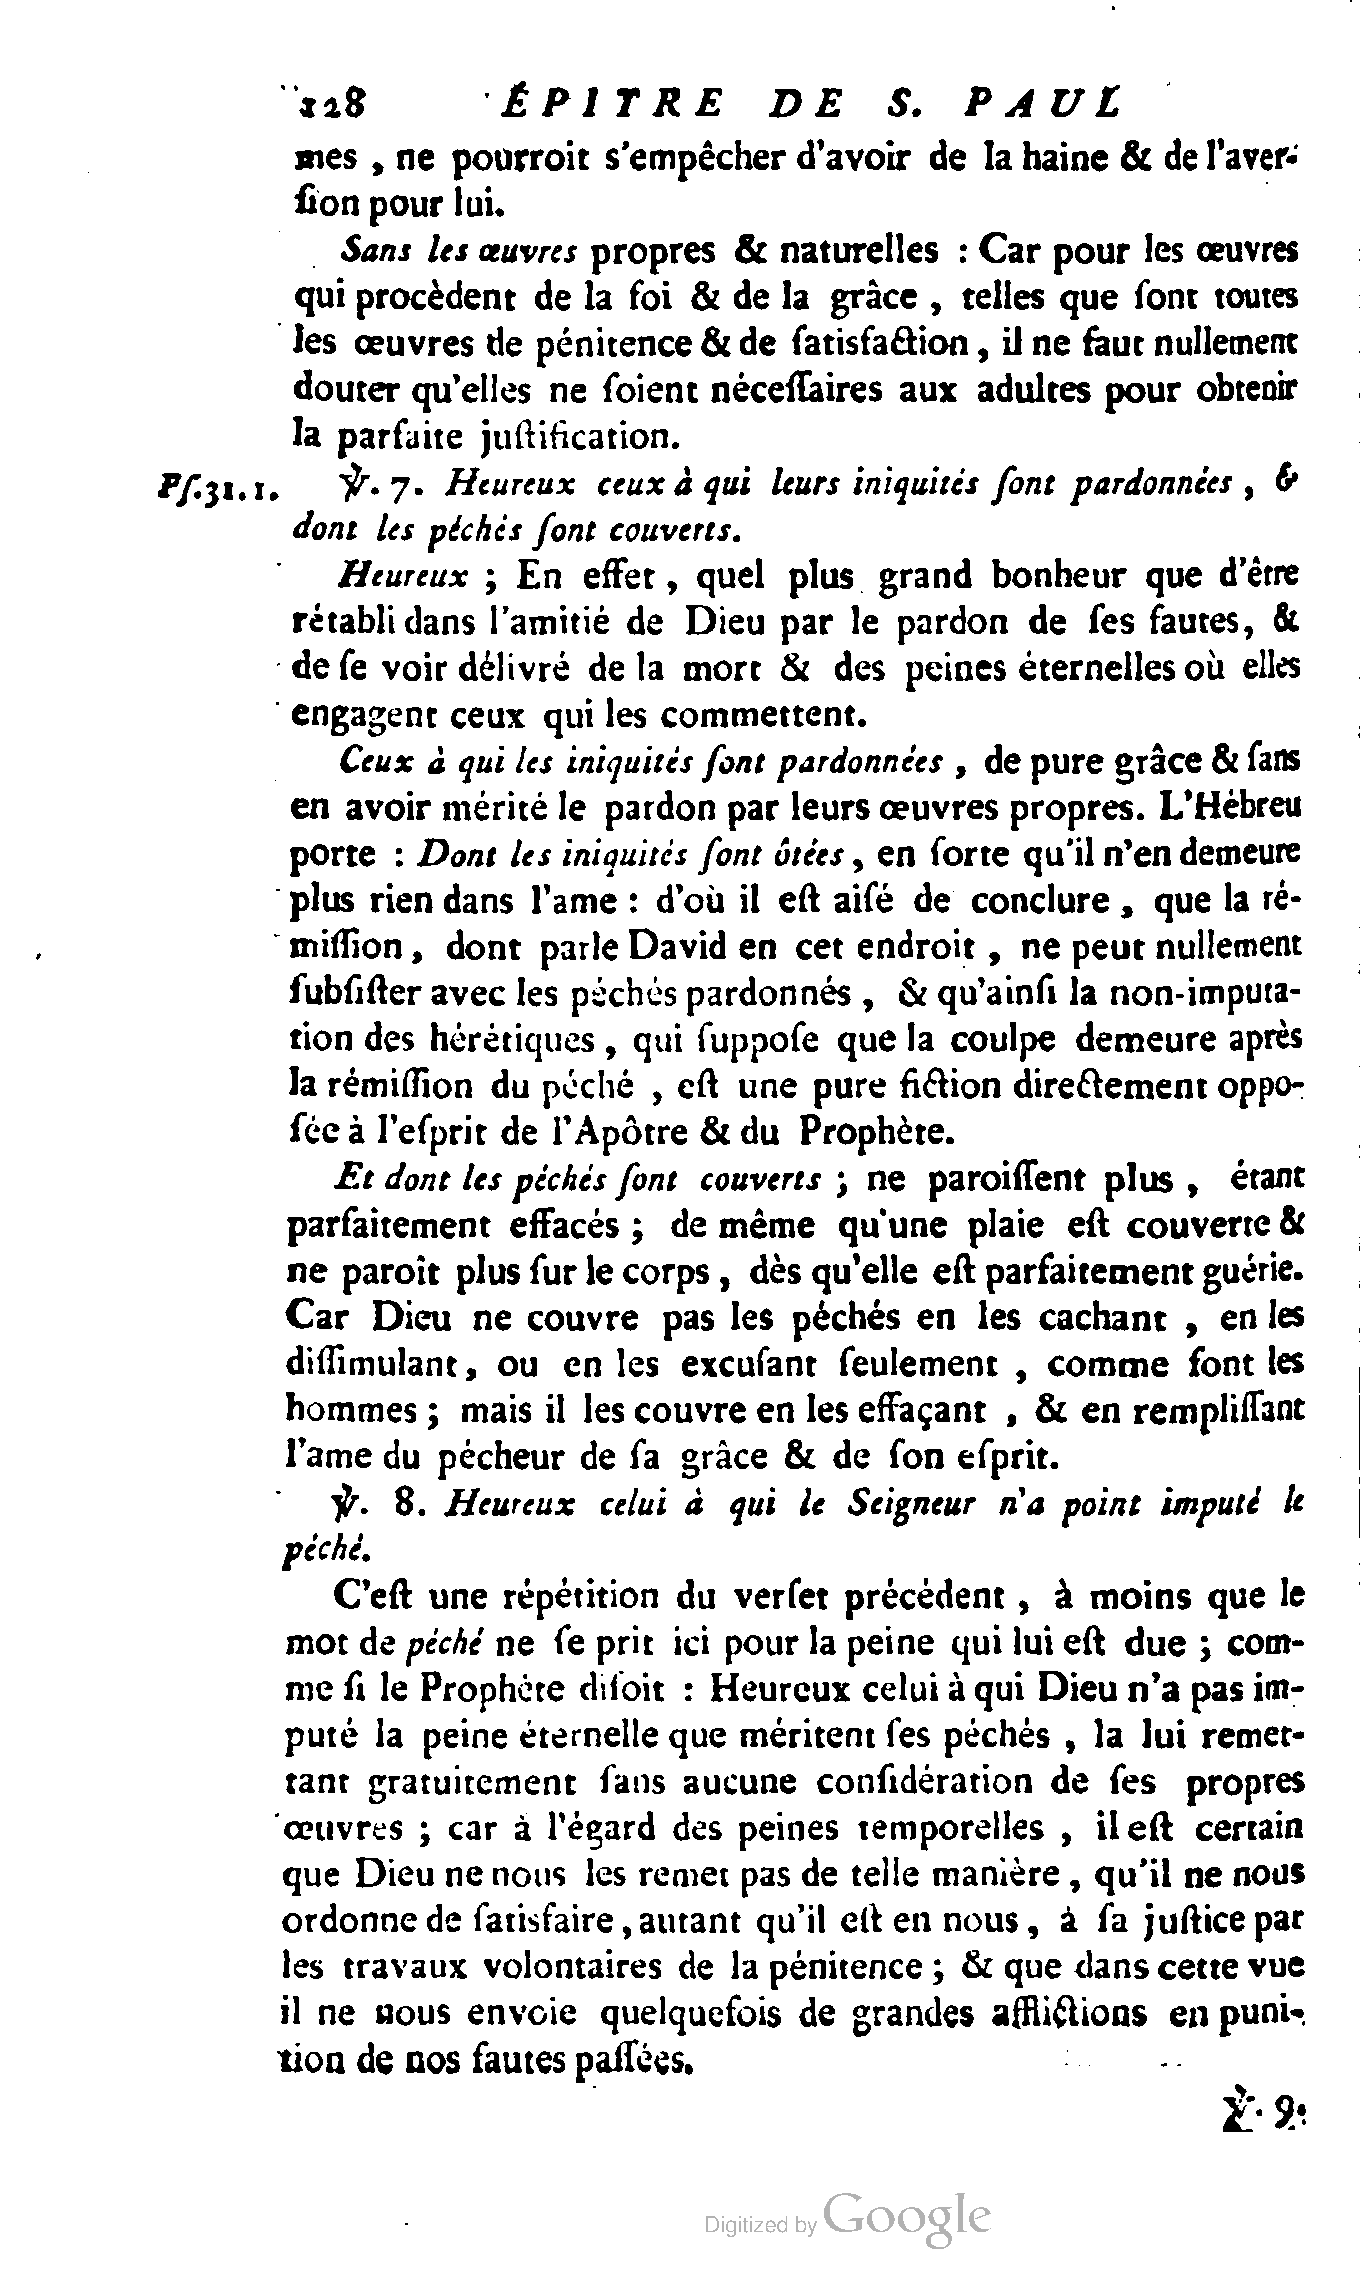 128 ÉPITRE DE S. PAUL
mes , ne pourroit s'empêcher d'avoir de la haine & de l'aver-
ſion pour lui.
Sans les œuvres propres & naturelles : Car pour les œuvres
qui procèdent de la foi & de la grâce , telles que ſont toutes
les œuvres de pénitence & de ſatisfaction , il ne faut nullement
douter qu'elles ne ſoient néceſſaires aux adultes pour obtenir
la parfaite juſtification.
Pſ.31.1. ℣. 7. Heureux ceux à qui leurs iniquités ſont pardonnées , &
dont les péchés ſont couverts.
Heureux ; En effet , quel plus grand bonheur que d'être
rétabli dans l'amitié de Dieu par le pardon de ſes fautes, &
de ſe voir délivré de la mort & des peines éternelles où elles
engagent ceux qui les commettent.
Ceux à qui les iniquités ſont pardonnées , de pure grâce & ſans
en avoir mérité le pardon par leurs œuvres propres. L'Hébreu
porte : Dont les iniquités ſont ôtées , en ſorte qu'il n'en demeure
plus rien dans l'ame : d'où il eſt aiſé de conclure , que la ré-
miſſion , dont parle David en cet endroit , ne peut nullement
ſubſiſter avec les péchés pardonnés , & qu'ainſi la non-imputa-
tion des hérétiques , qui ſuppoſe que la coulpe demeure après
la rémiſſion du péché , eſt une pure fiction directement oppo-
ſée à l'eſprit de l'Apôtre & du Prophète.
Et dont les péchés ſont couverts ; ne paroiſſent plus , étant
parfaitement effacés ; de même qu'une plaie eſt couverte &
ne paroît plus ſur le corps , dès qu'elle eſt parfaitement guérie.
Car Dieu ne couvre pas les péchés en les cachant , en les
diſſimulant , ou en les excuſant ſeulement , comme font les
hommes ; mais il les couvre en les effaçant , & en rempliſſant
l'ame du pécheur de ſa grâce & de ſon eſprit.
℣. 8. Heureux celui à qui le Seigneur n'a point imputé le
péché.
C'eſt une répétition du verſet précédent , à moins que le
mot de péché ne ſe prit ici pour la peine qui lui eſt due ; com-
me ſi le Prophète diſoit : Heureux celui à qui Dieu n'a pas im-
puté la peine éternelle que méritent ſes péchés , la lui remet-
tant gratuitement ſans aucune conſidération de ſes propres
œuvres ; car à l'égard des peines temporelles , il eſt certain
que Dieu ne nous les remet pas de telle manière , qu'il ne nous
ordonne de ſatisfaire , autant qu'il eſt en nous , à ſa juſtice par
les travaux volontaires de la pénitence ; & que dans cette vue
il ne nous envoie quelquefois de grandes afflictions en puni-
tion de nos fautes paſſées.
℣. 9.
Digitized by Google